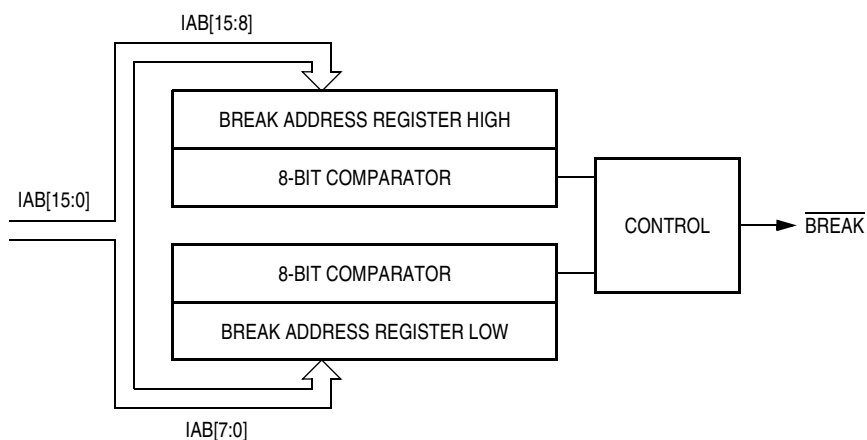 IAB[15:8]
BREAK ADDRESS REGISTER HIGH
8-BIT COMPARATOR
IAB[15:0]
CONTROL
BREAK
8-BIT COMPARATOR
BREAK ADDRESS REGISTER LOW
IAB[7:0]